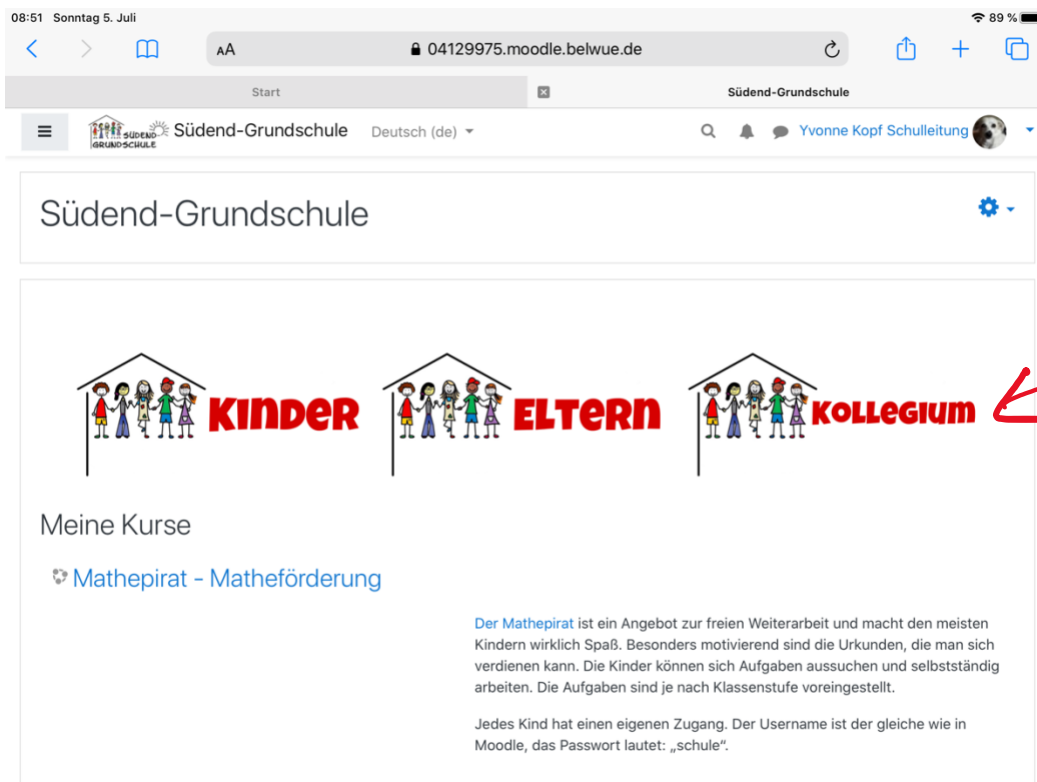 08:51 Sonntag 5. Juli 89 %
AA 04129975.moodle.belwue.de
Start Südend-Grundschule
SÜDEND
GRUNDSCHULE
Südend-Grundschule Deutsch (de) Yvonne Kopf Schulleitung
Südend-Grundschule
KINDER ELTERN KOLLEGIUM
Meine Kurse
Mathepirat - Matheförderung
Der Mathepirat ist ein Angebot zur freien Weiterarbeit und macht den meisten
Kindern wirklich Spaß. Besonders motivierend sind die Urkunden, die man sich
verdienen kann. Die Kinder können sich Aufgaben aussuchen und selbstständig
arbeiten. Die Aufgaben sind je nach Klassenstufe voreingestellt.
Jedes Kind hat einen eigenen Zugang. Der Username ist der gleiche wie in
Moodle, das Passwort lautet: „schule“.